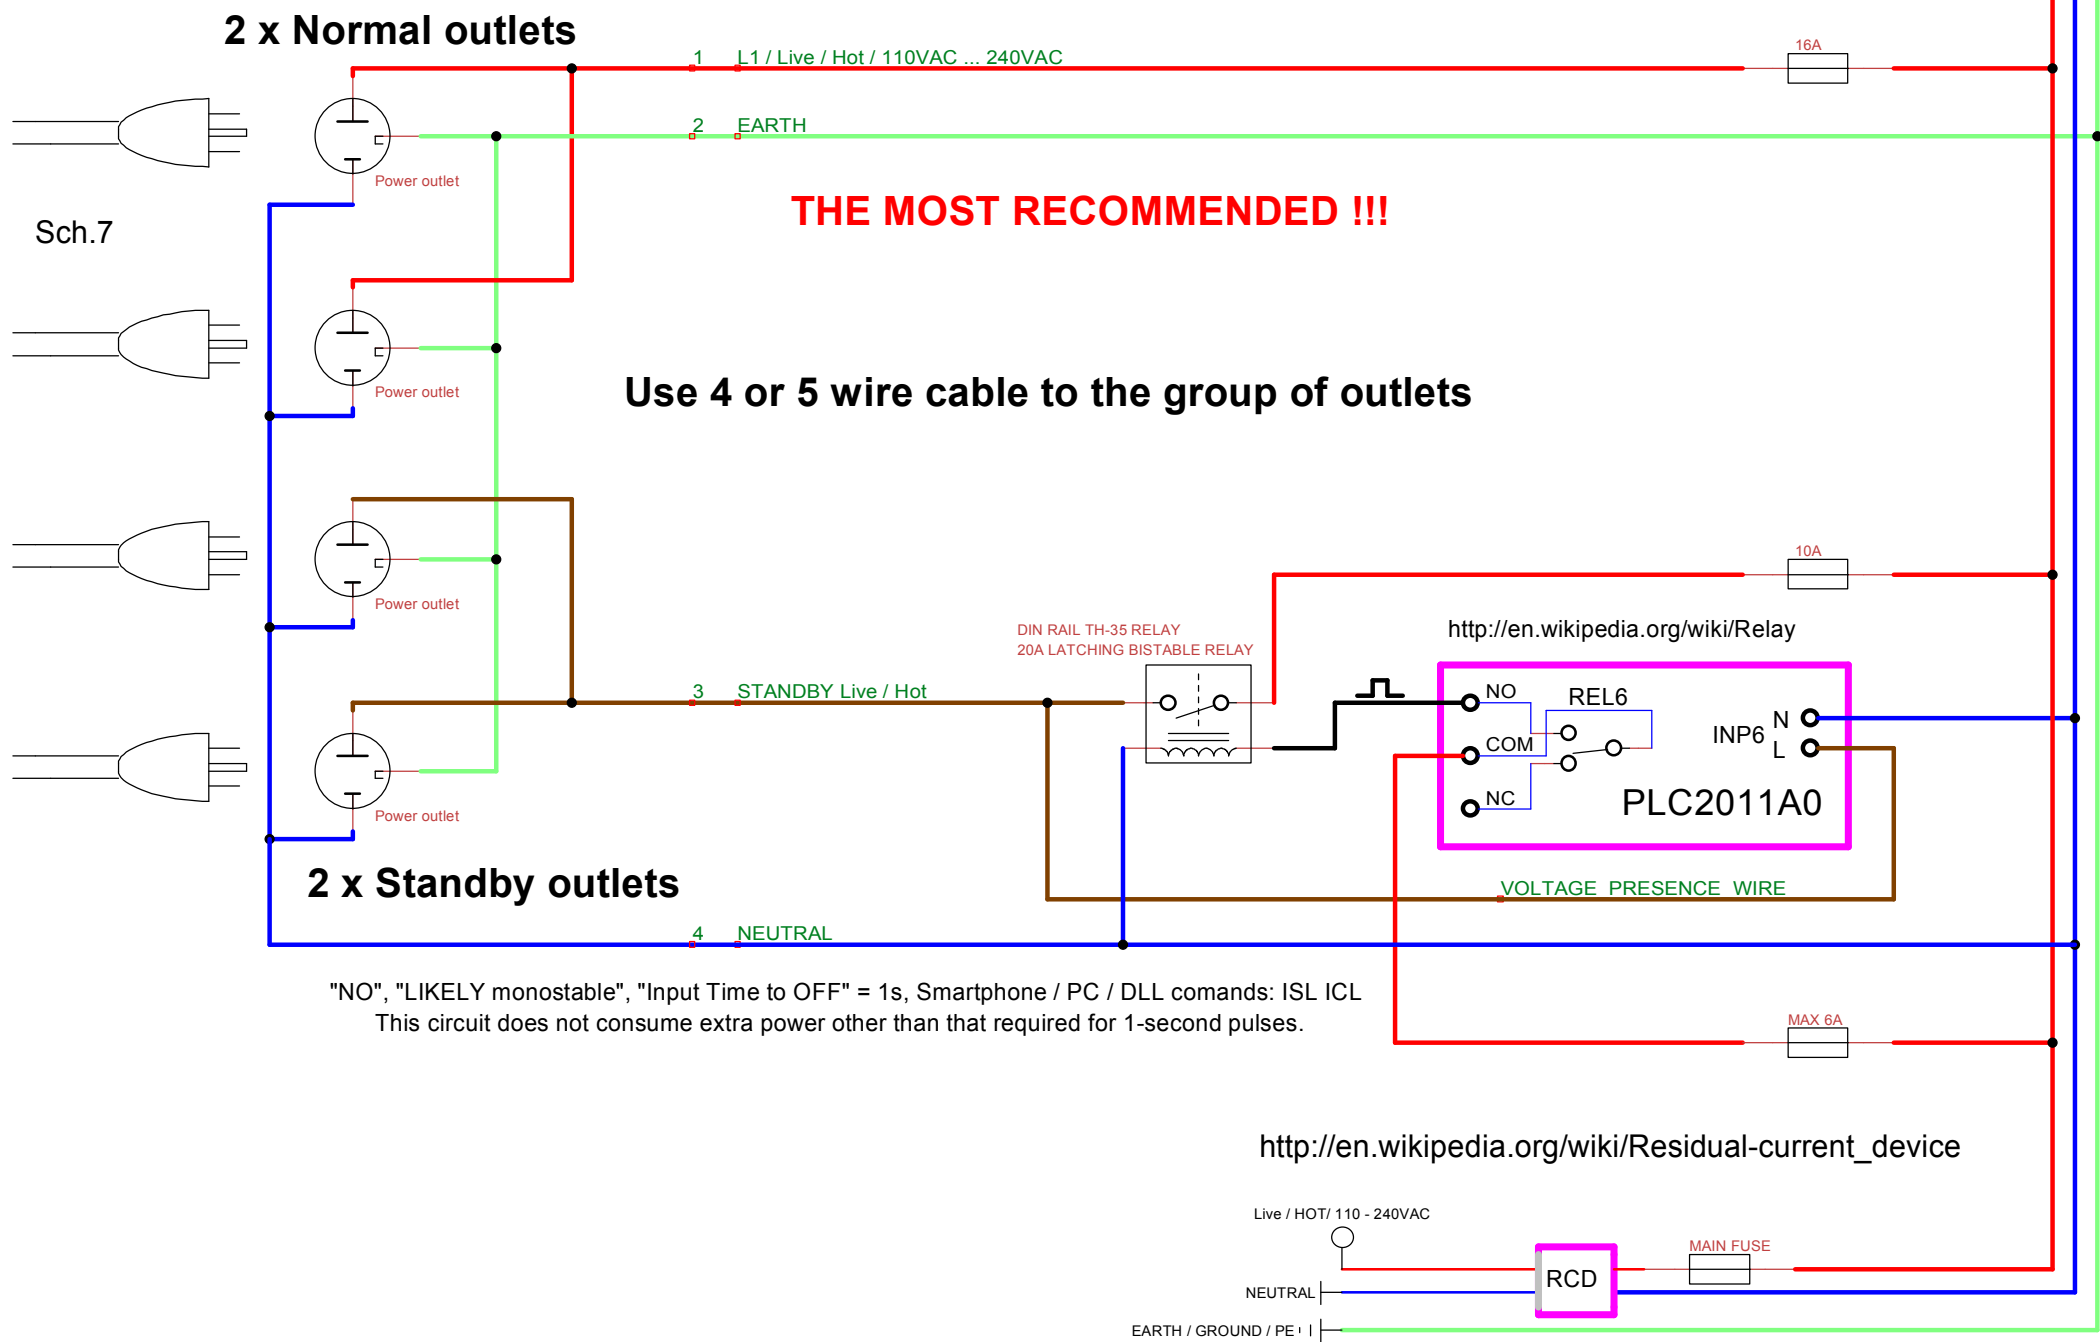 2 x Normal outlets
16A
1 L1 / Live / Hot / 110VAC ... 240VAC
2 EARTH
Power outlet
THE MOST RECOMMENDED !!!
Sch.7
Use 4 or 5 wire cable to the group of outlets
Power outlet
10A
Power outlet
DIN RAIL TH-35 RELAY
20A LATCHING BISTABLE RELAY
http://en.wikipedia.org/wiki/Relay
3 STANDBY Live / Hot
NO
REL6
COM
INP6
N
L
NC
PLC2011A0
Power outlet
2 x Standby outlets
VOLTAGE PRESENCE WIRE
4 NEUTRAL
"NO", "LIKELY monostable", "Input Time to OFF" = 1s, Smartphone / PC / DLL comands: ISL ICL
This circuit does not consume extra power other than that required for 1-second pulses.
MAX 6A
http://en.wikipedia.org/wiki/Residual-current_device
Live / HOT/ 110 - 240VAC
MAIN FUSE
RCD
NEUTRAL
EARTH / GROUND / PE